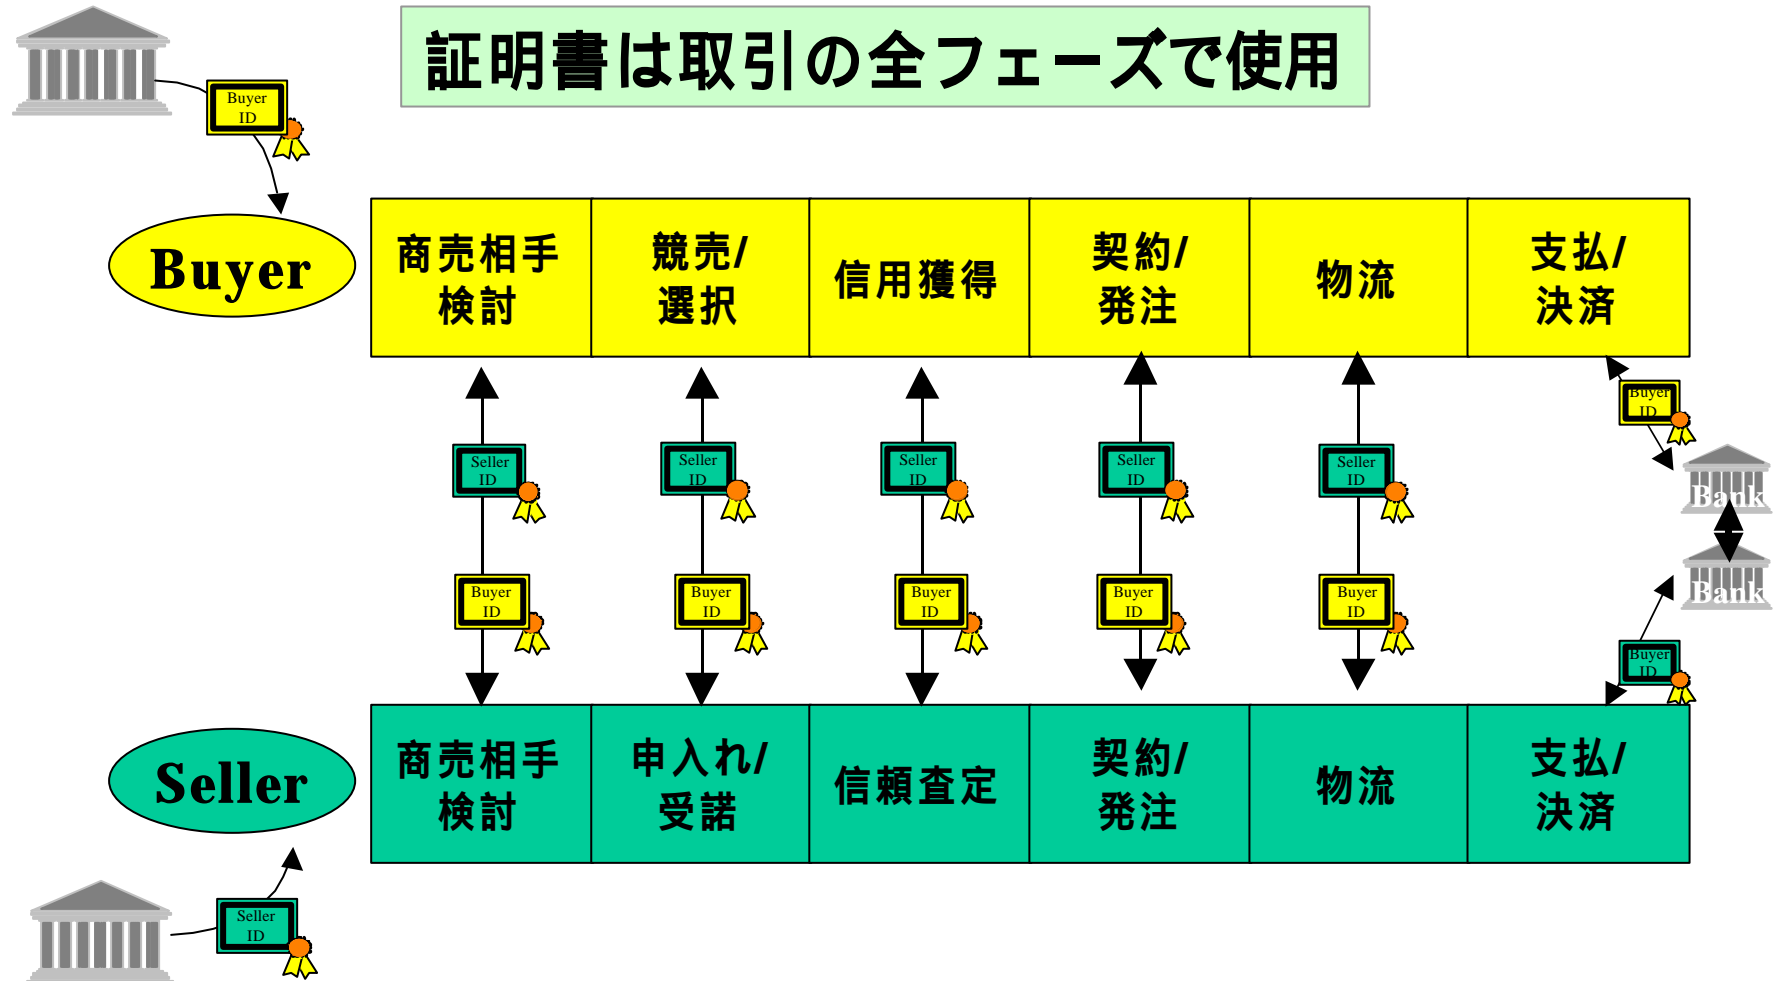 証明書は取引の全フェーズで使用
Buyer
ID
Buyer
商売相手
検討
競売/
選択
信用獲得
契約/
発注
物流
支払/
決済
Seller
ID
Seller
ID
Seller
ID
Seller
ID
Seller
ID
Buyer
ID
Bank
Buyer
ID
Buyer
ID
Buyer
ID
Buyer
ID
Buyer
ID
Bank
Buyer
ID
Seller
商売相手
検討
申入れ/
受諾
信頼査定
契約/
発注
物流
支払/
決済
Seller
ID